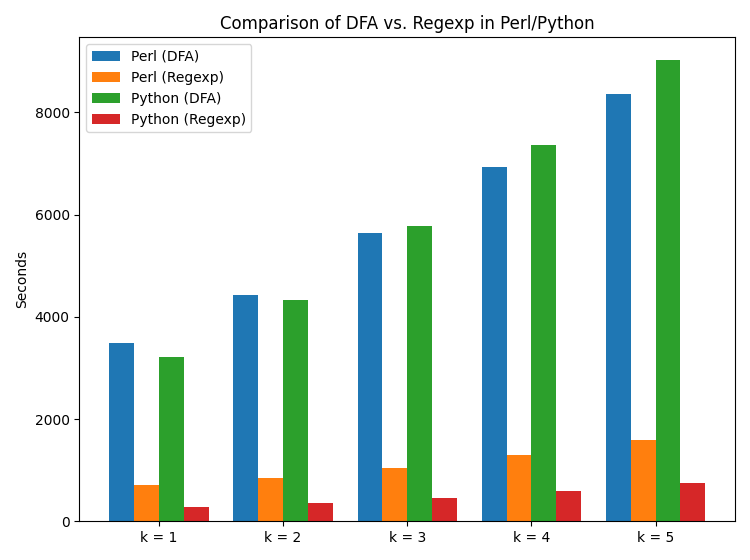 Comparison of DFA vs. Regexp in Perl/Python
Perl (DFA)
Perl (Regexp)
Python (DFA)
Python (Regexp)
Seconds
8000
6000
4000
2000
0
k = 1
k = 2
k = 3
k = 4
k = 5